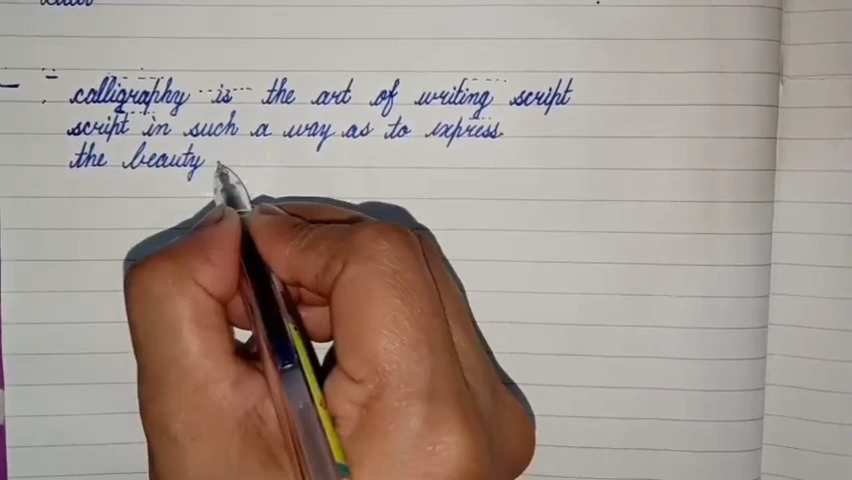 calligraphy is the art of writing script
script in such a way as to express
the beauty